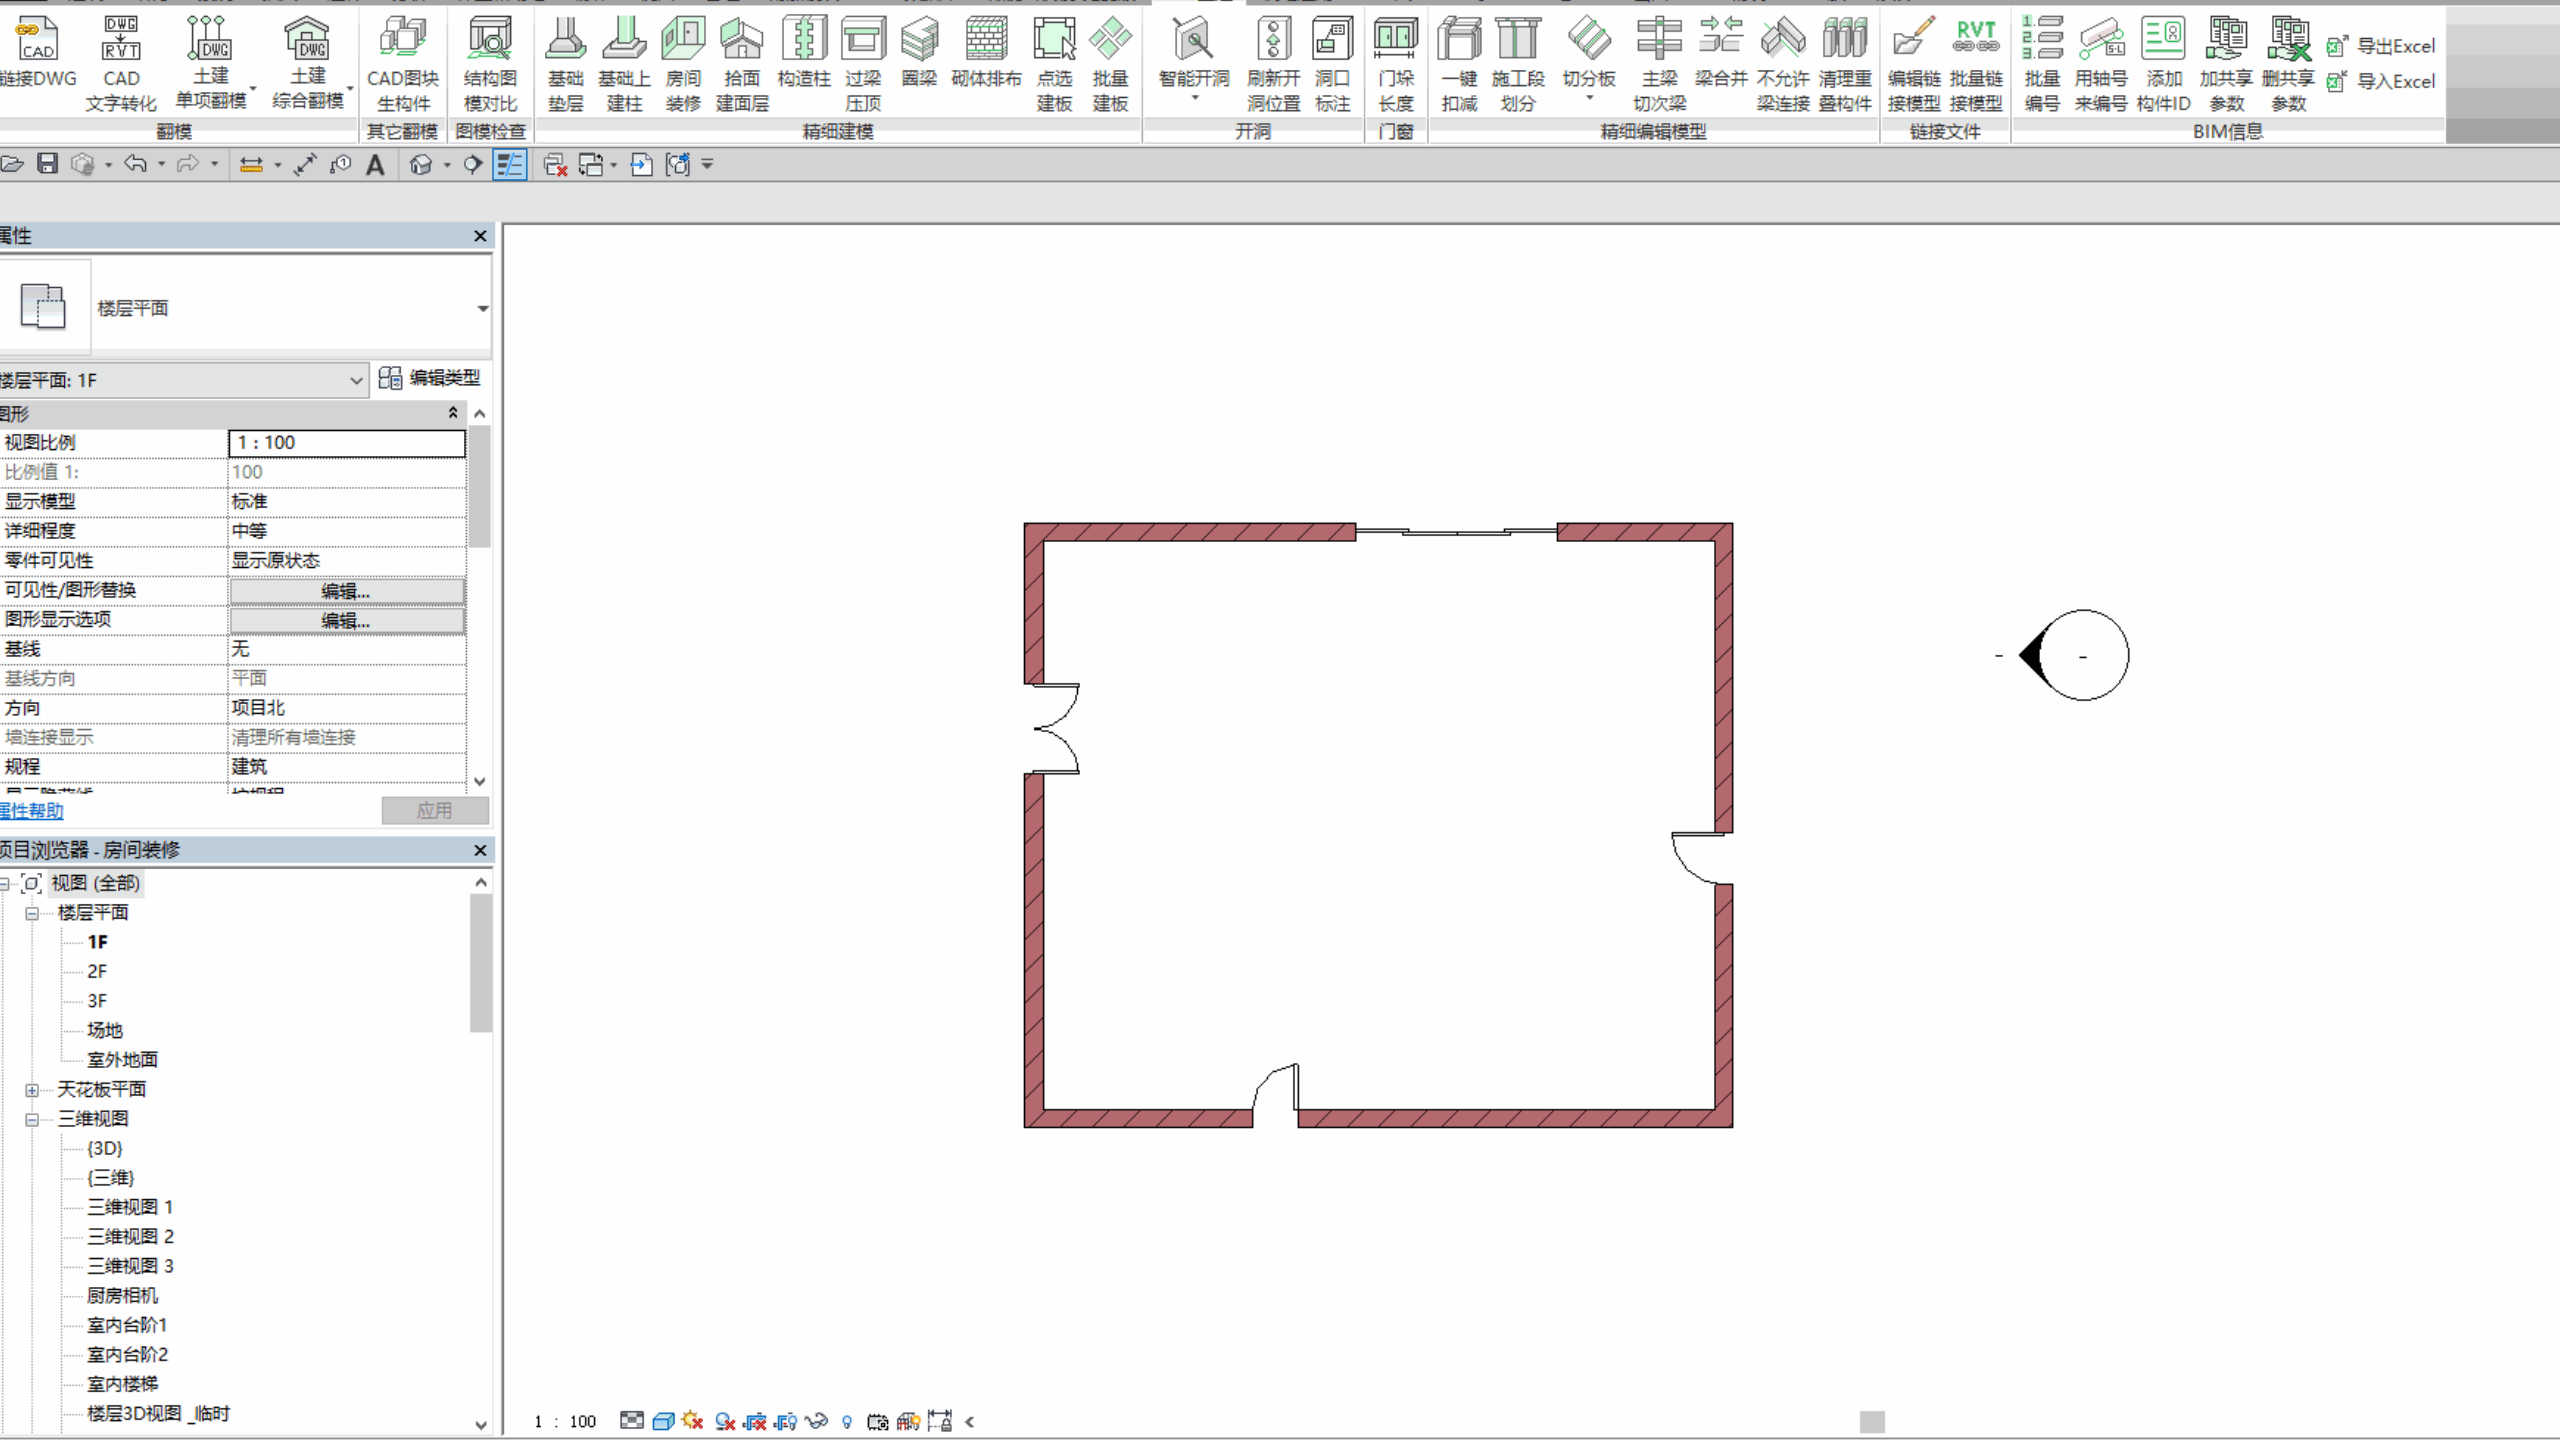 链接DWG
CAD
文字转化
土建
单项翻模
土建
综合翻模
CAD图块
生构件
结构图
模对比
基础
垫层
基础上
建柱
房间
装修
拾面
建面层
构造柱
过梁
压顶
圈梁
砌体排布
点选
建板
批量
建板
智能开洞
刷新开
洞位置
洞口
标注
门垛
长度
一键
扣减
施工段
划分
切分板
主梁
切次梁
梁合并
不允许
梁连接
清理重
叠构件
编辑链
接模型
批量链
接模型
批量
编号
用轴号
来编号
添加
构件ID
加共享
参数
删共享
参数
导出Excel
导入Excel
翻模
其它翻模
图模检查
精细建模
开洞
门窗
精细编辑模型
链接文件
BIM信息
属性
楼层平面
楼层平面: 1F
编辑类型
图形
视图比例 1 : 100
比例值 1: 100
显示模型 标准
详细程度 中等
零件可见性 显示原状态
可见性/图形替换 编辑...
图形显示选项 编辑...
基线 无
基线方向 平面
方向 项目北
墙连接显示 清理所有墙连接
规程 建筑
属性帮助
应用
项目浏览器 - 房间装修
视图 (全部)
楼层平面
1F
2F
3F
场地
室外地面
天花板平面
三维视图
{3D}
{三维}
三维视图 1
三维视图 2
三维视图 3
厨房相机
室内台阶1
室内台阶2
室内楼梯
楼层3D视图 _临时
1 : 100